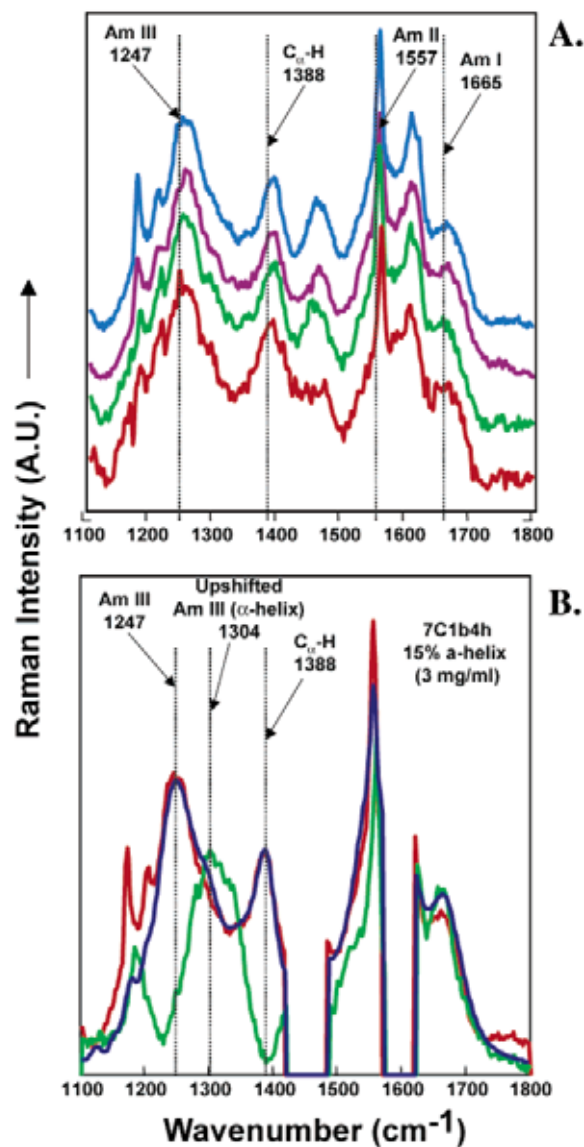 A.
Am III
1247
Cα-H
1388
Am II
1557
Am I
1665
1100 1200 1300 1400 1500 1600 1700 1800
Raman Intensity (A.U.)
B.
Am III
1247
Upshifted
Am III (α-helix)
1304
Cα-H
1388
7C1b4h
15% a-helix
(3 mg/ml)
1100 1200 1300 1400 1500 1600 1700 1800
Wavenumber (cm⁻¹)